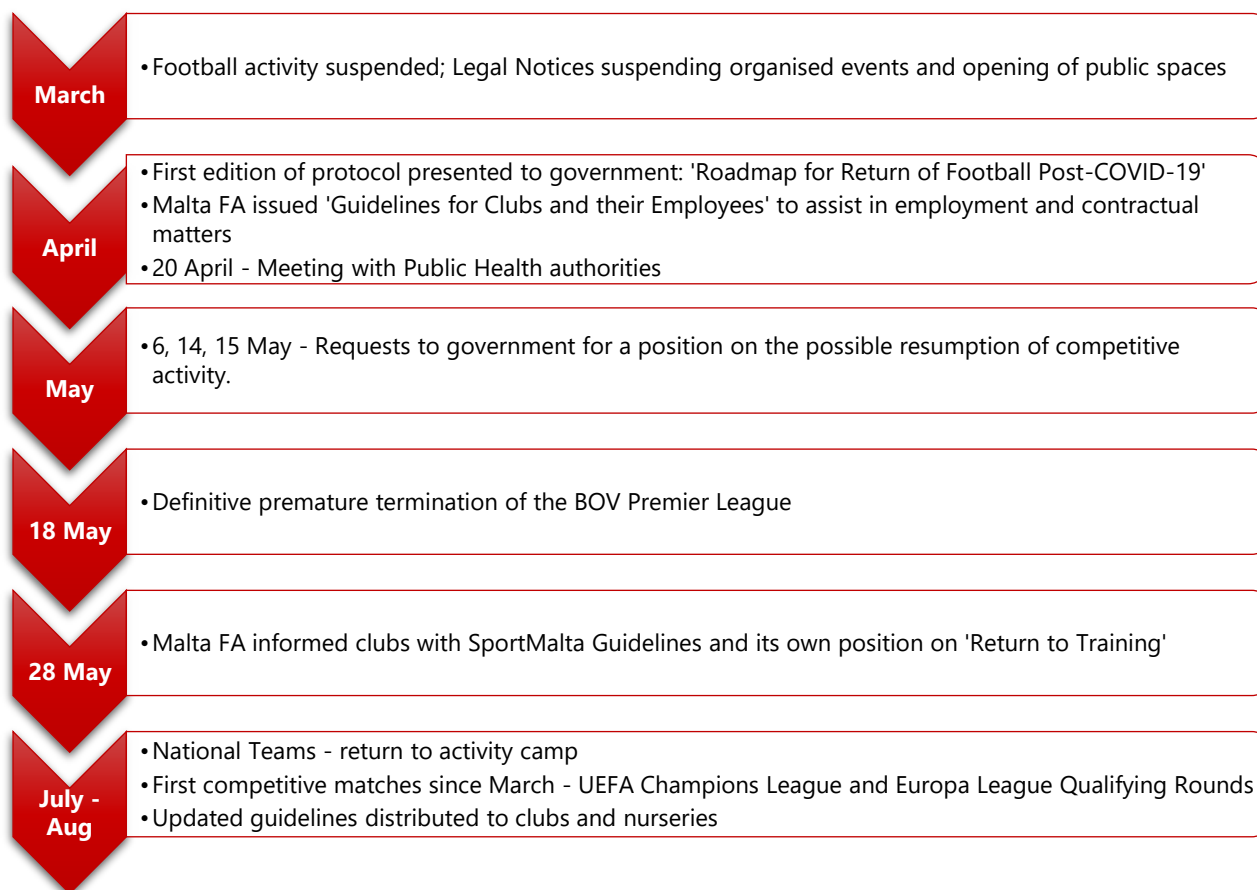 March
•Football activity suspended; Legal Notices suspending organised events and opening of public spaces
April
•First edition of protocol presented to government: 'Roadmap for Return of Football Post-COVID-19'
•Malta FA issued 'Guidelines for Clubs and their Employees' to assist in employment and contractual
matters
•20 April - Meeting with Public Health authorities
May
•6, 14, 15 May - Requests to government for a position on the possible resumption of competitive
activity.
18 May
•Definitive premature termination of the BOV Premier League
28 May
•Malta FA informed clubs with SportMalta Guidelines and its own position on 'Return to Training'
July -
Aug
•National Teams - return to activity camp
•First competitive matches since March - UEFA Champions League and Europa League Qualifying Rounds
•Updated guidelines distributed to clubs and nurseries